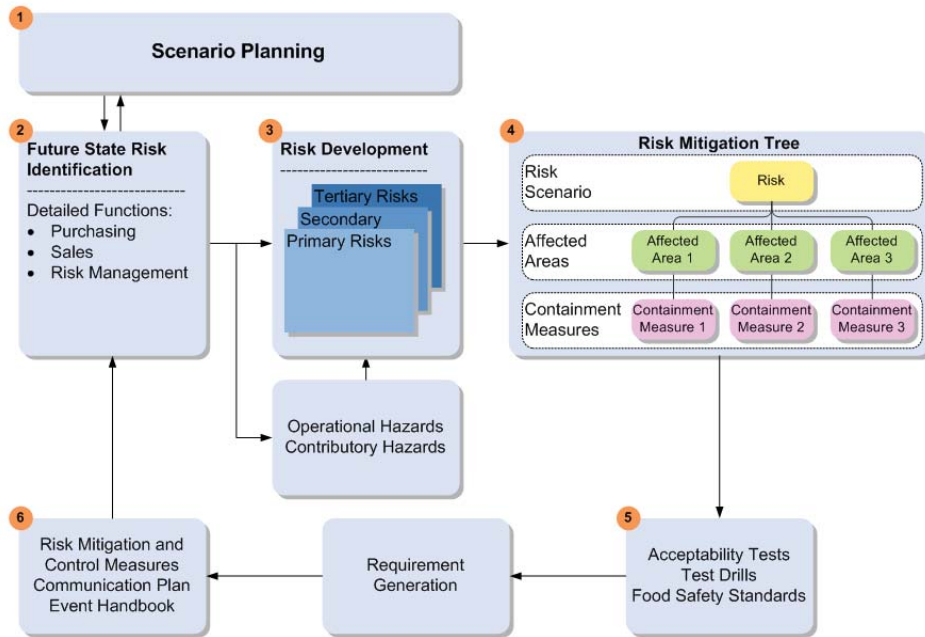 1
Scenario Planning
2
Future State Risk
Identification
Detailed Functions:
• Purchasing
• Sales
• Risk Management
3
Risk Development
Tertiary Risks
Secondary
Primary Risks
Operational Hazards
Contributory Hazards
4
Risk Mitigation Tree
Risk
Scenario
Risk
Affected
Areas
Affected
Area 1
Affected
Area 2
Affected
Area 3
Containment
Measures
Containment
Measure 1
Containment
Measure 2
Containment
Measure 3
5
Acceptability Tests
Test Drills
Food Safety Standards
Requirement
Generation
6
Risk Mitigation and
Control Measures
Communication Plan
Event Handbook